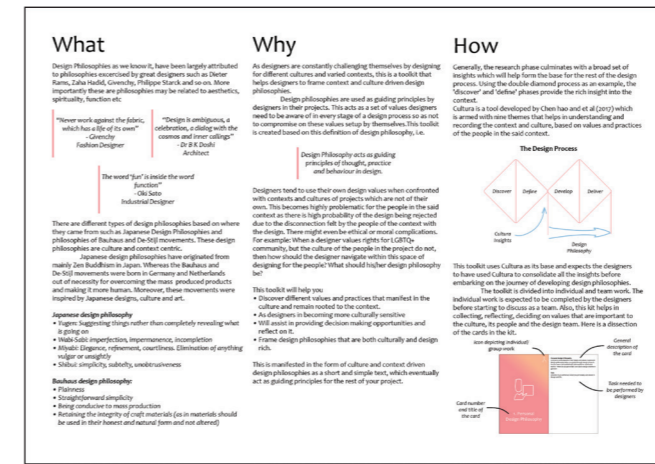 What
Design Philosophies as we know it, have been largely attributed
to philosophies excercised by great designers such as Dieter
Rams, Zaha Hadid, Givenchy, Philippe Starck and so on. More
importantly these are philosophies may be related to aesthetics,
spirituality, function etc
"Never work against the fabric,
which has a life of its own"
- Givenchy
Fashion Designer
"Design is ambiguous, a
celebration, a dialog with the
cosmos and inner callings"
- Dr B K Doshi
Architect
The word 'fun' is inside the word
function"
- Oki Sato
Industrial Designer
There are different types of design philosophies based on where
they came from such as Japanese Design Philosophies and
philosophies of Bauhaus and De-Stijl movements. These design
philosophies are culture and context centric.
Japanese design philosophies have originated from
mainly Zen Buddhism in Japan. Whereas the Bauhaus and
De-Stijl movements were born in Germany and Netherlands
out of necessity for overcoming the mass produced products
and making it more human. Moreover, these movements were
inspired by Japanese designs, culture and art.
Japanese design philosophy
• Yugen: Suggesting things rather than completely revealing what
is going on
• Wabi-Sabi: imperfection, impermanence, incompletion
• Miyabi: Elegance, refinement, courtliness. Elimination of anything
vulgar or unsightly
• Shibui: simplicity, subtelty, unobstrusiveness
Bauhaus design philosophy:
• Plainness
• Straightforward simplicity
• Being conducive to mass production
• Retaining the integrity of craft materials (as in materials should
be used in their honest and natural form and not altered)
Why
As designers are constantly challenging themselves by designing
for different cultures and varied contexts, this is a toolkit that
helps designers to frame context and culture driven design
philosophies.
Design philosophies are used as guiding principles by
designers in their projects. This acts as a set of values designers
need to be aware of in every stage of a design process so as not
to compromise on these values setup by themselves.This toolkit
is created based on this definition of design philosophy, i.e.
Design Philosophy acts as guiding
principles of thought, practice
and behaviour in design.
Designers tend to use their own design values when confronted
with contexts and cultures of projects which are not of their
own. This becomes highly problematic for the people in the said
context as there is high probability of the design being rejected
due to the disconnection felt by the people of the context with
the design. There might even be ethical or moral complications.
For example: When a designer values rights for LGBTQ+
community, but the culture of the people in the project do not,
then how should the designer navigate within this space of
designing for the people? What should his/her design philosophy
be?
This toolkit will help you
• Discover different values and practices that manifest in the
culture and remain rooted to the context.
• As designers in becoming more culturally sensitive
• Will assist in providing decision making opportunities and
reflect on it.
• Frame design philosophies that are both culturally and design
rich.
This is manifested in the form of culture and context driven
design philosophies as a short and simple text, which eventually
act as guiding principles for the rest of your project.
How
Generally, the research phase culminates with a broad set of
insights which will help form the base for the rest of the design
process. Using the double diamond process as an example, the
'discover' and 'define' phases provide the rich insight into the
context.
Cultura is a tool developed by Chen hao and et al (2017) which
is armed with nine themes that helps in understanding and
recording the context and culture, based on values and practices
of the people in the said context.
The Design Process
Discover Define Develop Deliver
Culture
Insights
Design
Philosophy
This toolkit uses Cultura as its base and expects the designers
to have used Cultura to consolidate all the insights before
embarking on the journey of developing design philosophies.
The toolkit is divided into individual and team work. The
individual work is expected to be completed by the designers
before starting to discuss as a team. Also, this kit helps in
collecting, reflecting, deciding on values that are important to
the culture, its people and the design team. Here is a dissection
of the cards in the kit.
Icon depicting individual/
group work
General
description of
the card
Task needed to
be performed by
designers
Card number
and title of
the card
Design Philosophy